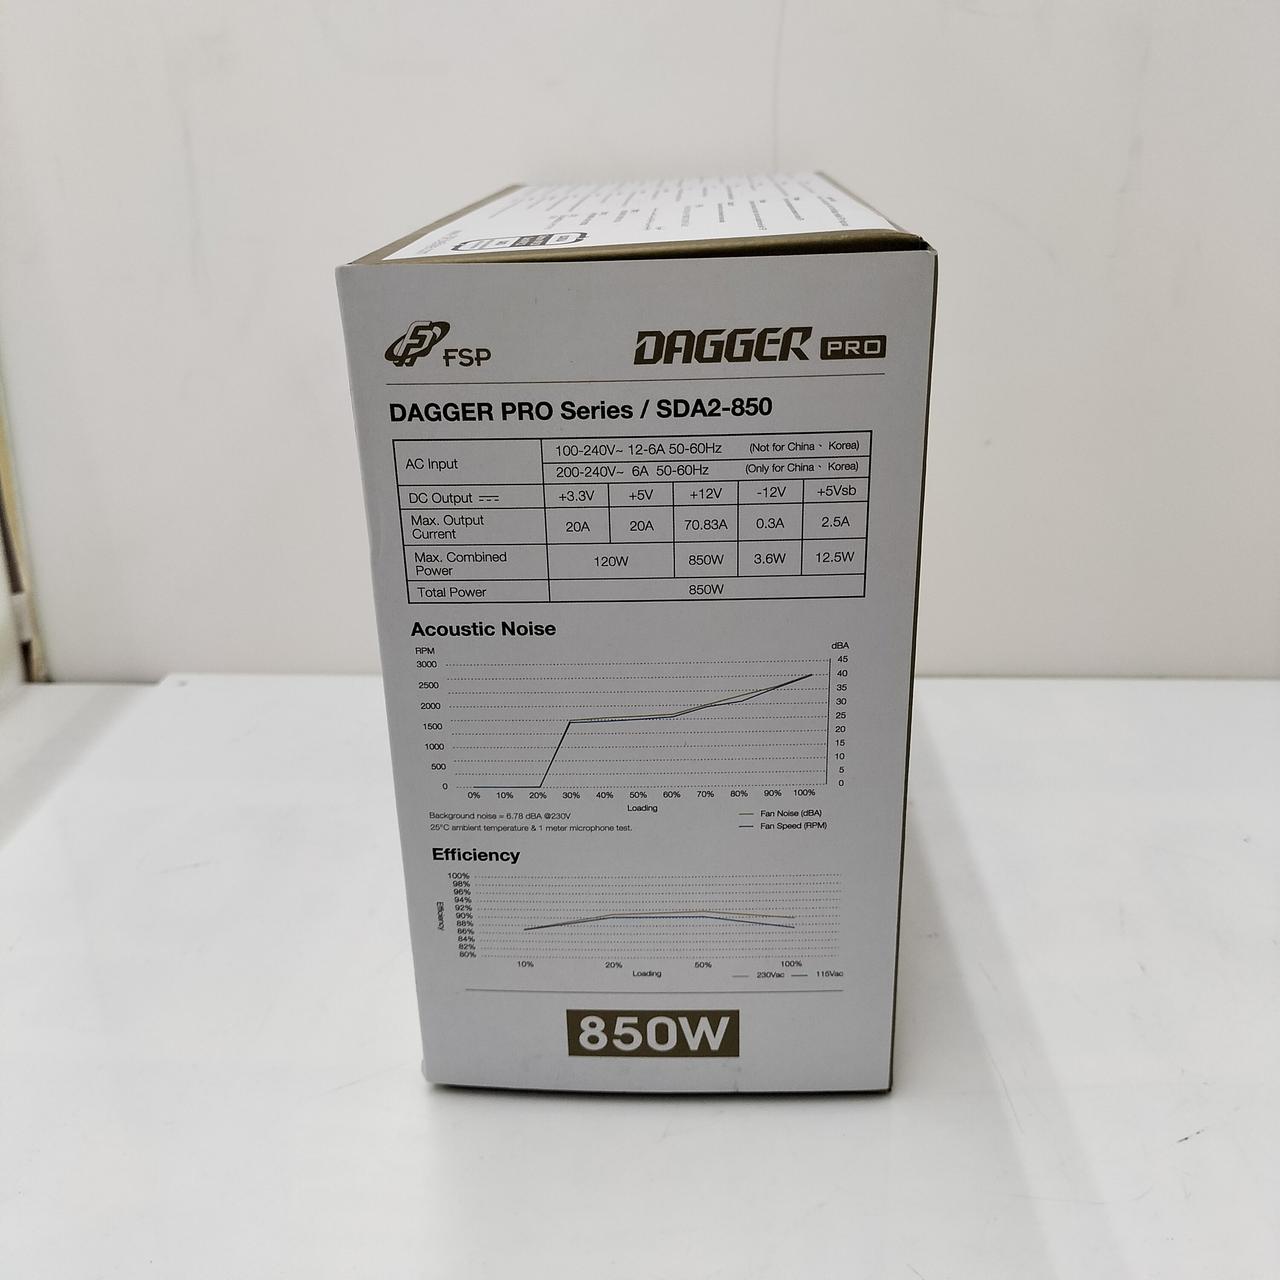 FSP
DAGGER PRO
DAGGER PRO Series / SDA2-850
AC Input
100-240V~ 12-6A 50-60Hz (Not for China、Korea)
200-240V~ 6A 50-60Hz (Only for China、Korea)
DC Output +3.3V +5V +12V -12V +5Vsb
Max. Output Current 20A 20A 70.83A 0.3A 2.5A
Max. Combined Power 120W 850W 3.6W 12.5W
Total Power 850W
Acoustic Noise
RPM
3000
2500
2000
1500
1000
500
0
dBA
45
40
35
30
25
20
15
10
5
0
0% 10% 20% 30% 40% 50% 60% 70% 80% 90% 100%
Loading
Background noise = 6.78 dBA @230V
25°C ambient temperature & 1 meter microphone test.
Fan Noise (dBA)
Fan Speed (RPM)
Efficiency
Efficiency
100%
98%
96%
94%
92%
90%
88%
86%
84%
82%
80%
10% 20% 50% 100%
Loading
230Vac 115Vac
850W